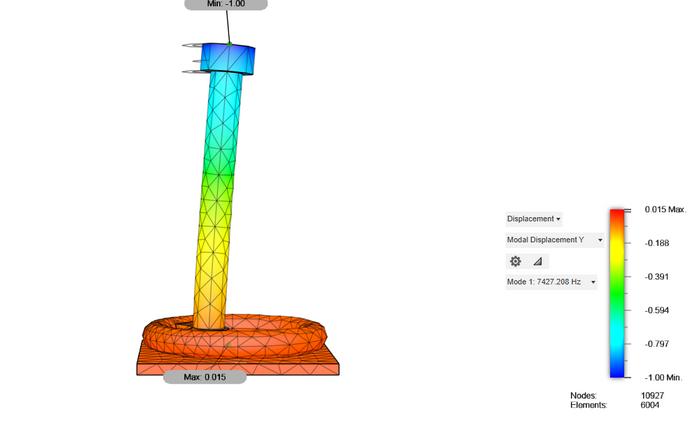 Min: -1.00
Displacement
0.015 Max.
Modal Displacement Y
-0.188
-0.391
Mode 1: 7427.208 Hz
-0.594
-0.797
Max: 0.015
-1.00 Min.
Nodes: 10927
Elements: 6004